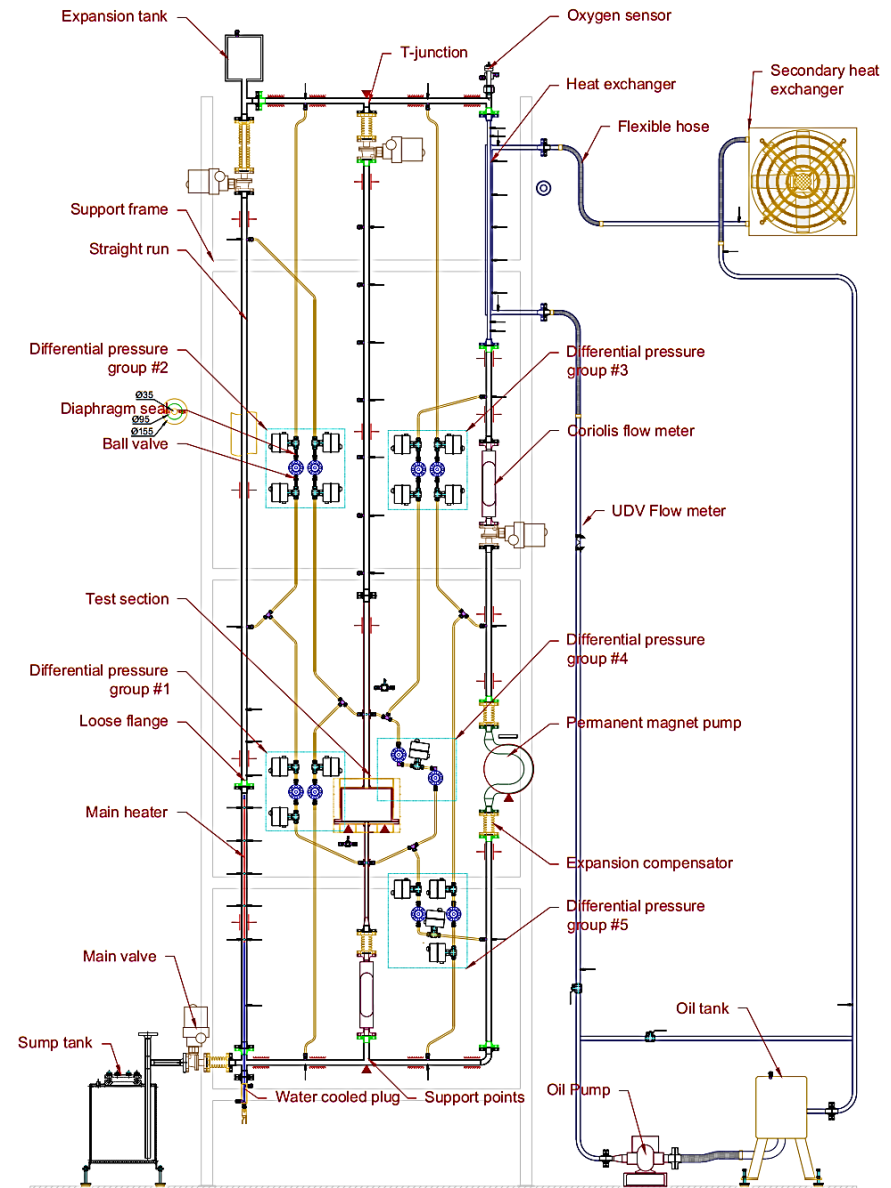 Expansion tank
Oxygen sensor
T-junction
Heat exchanger
Secondary heat
exchanger
Flexible hose
Support frame
Straight run
Differential pressure
group #2
Differential pressure
group #3
Ø35
Diaphragm seal
Ø95
Ø155
Ball valve
Coriolis flow meter
UDV Flow meter
Test section
Differential pressure
group #4
Differential pressure
group #1
Loose flange
Permanent magnet pump
Main heater
Expansion compensator
Differential pressure
group #5
Main valve
Oil tank
Sump tank
Water cooled plug
Support points
Oil Pump